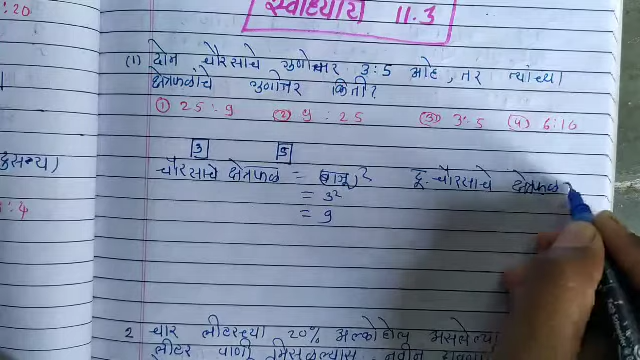 : 20
स्वाध्याय 11.3
(1) दोन चौरसाचे गुणोत्तर 3:5 आहे, तर त्यांच्या
क्षेत्रफळांचे गुणोत्तर किती?
① 25 : 9 ② 9 : 25 ③ 3:5 ④ 6:10
3 5
चौरसाचे क्षेत्रफळ = (बाजू)² दु. चौरसाचे क्षेत्रफळ
= 3²
= 9
: 4
2 चार लीटरच्या 20% अल्कोहोल असलेल्या
लीटर पाणी मिसळल्यास